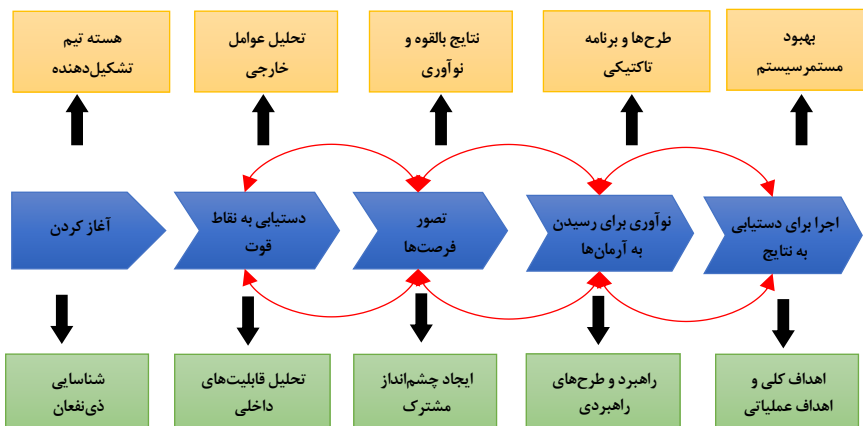 هسته تیم
تشکیل‌دهنده
تحلیل عوامل
خارجی
نتایج بالقوه و
نوآوری
طرح‌ها و برنامه
تاکتیکی
بهبود
مستمرسیستم
آغاز کردن
دستیابی به نقاط
قوت
تصور
فرصت‌ها
نوآوری برای رسیدن
به آرمان‌ها
اجرا برای دستیابی
به نتایج
شناسایی
ذی‌نفعان
تحلیل قابلیت‌های
داخلی
ایجاد چشم‌انداز
مشترک
راهبرد و طرح‌های
راهبردی
اهداف کلی و
اهداف عملیاتی